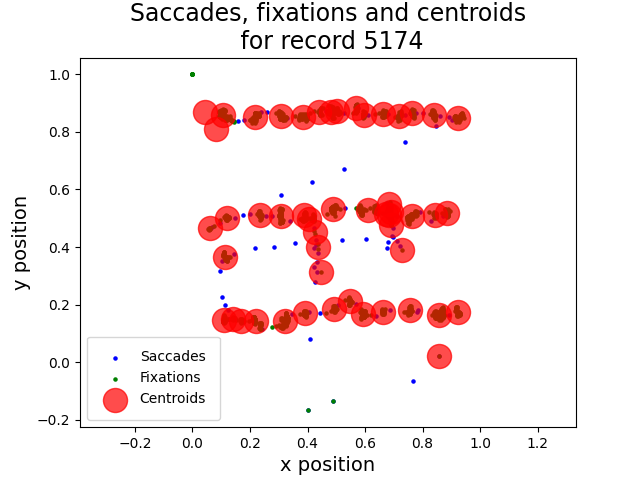 Saccades, fixations and centroids
for record 5174
y position
1.0
0.8
0.6
0.4
0.2
0.0
−0.2
Saccades
Fixations
Centroids
−0.2 0.0 0.2 0.4 0.6 0.8 1.0 1.2
x position